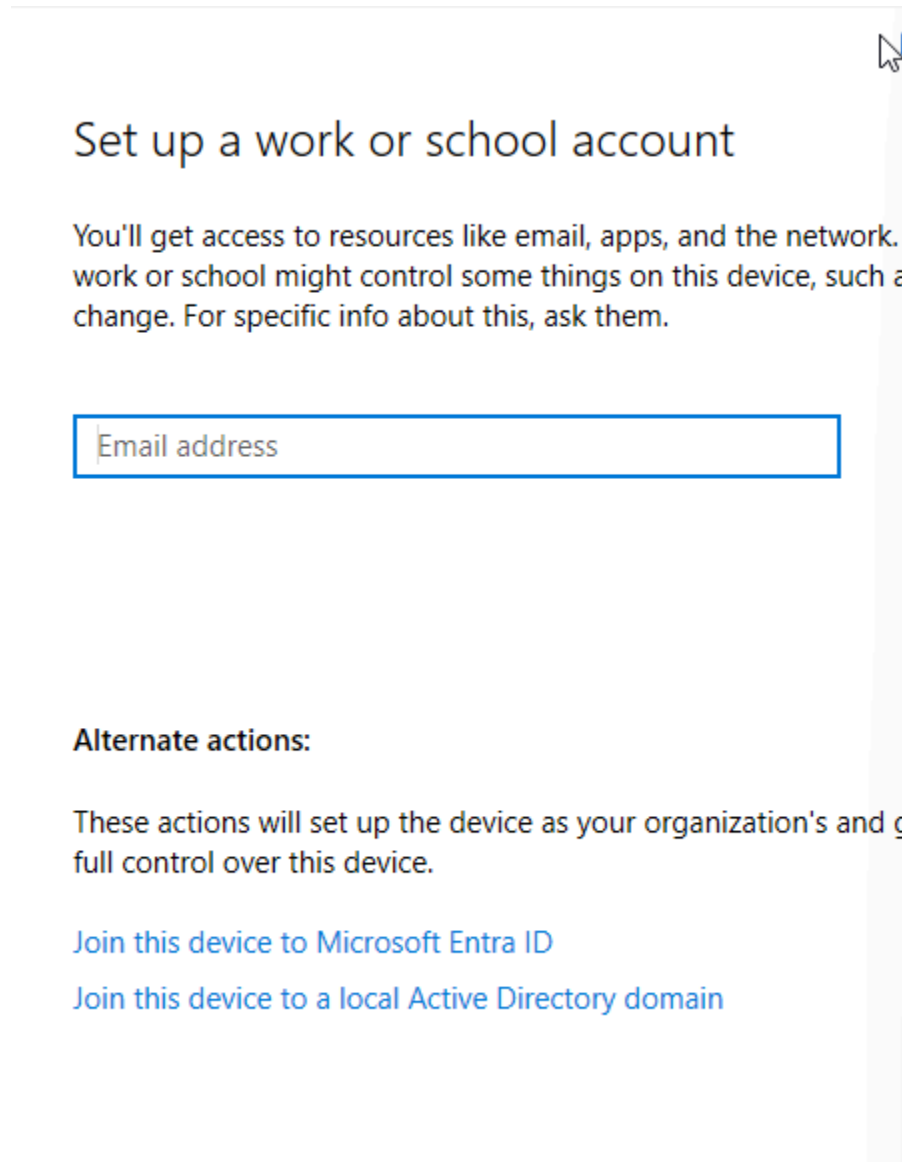 Set up a work or school account
You'll get access to resources like email, apps, and the network.
work or school might control some things on this device, such
change. For specific info about this, ask them.
Email address
Alternate actions:
These actions will set up the device as your organization's and
full control over this device.
Join this device to Microsoft Entra ID
Join this device to a local Active Directory domain